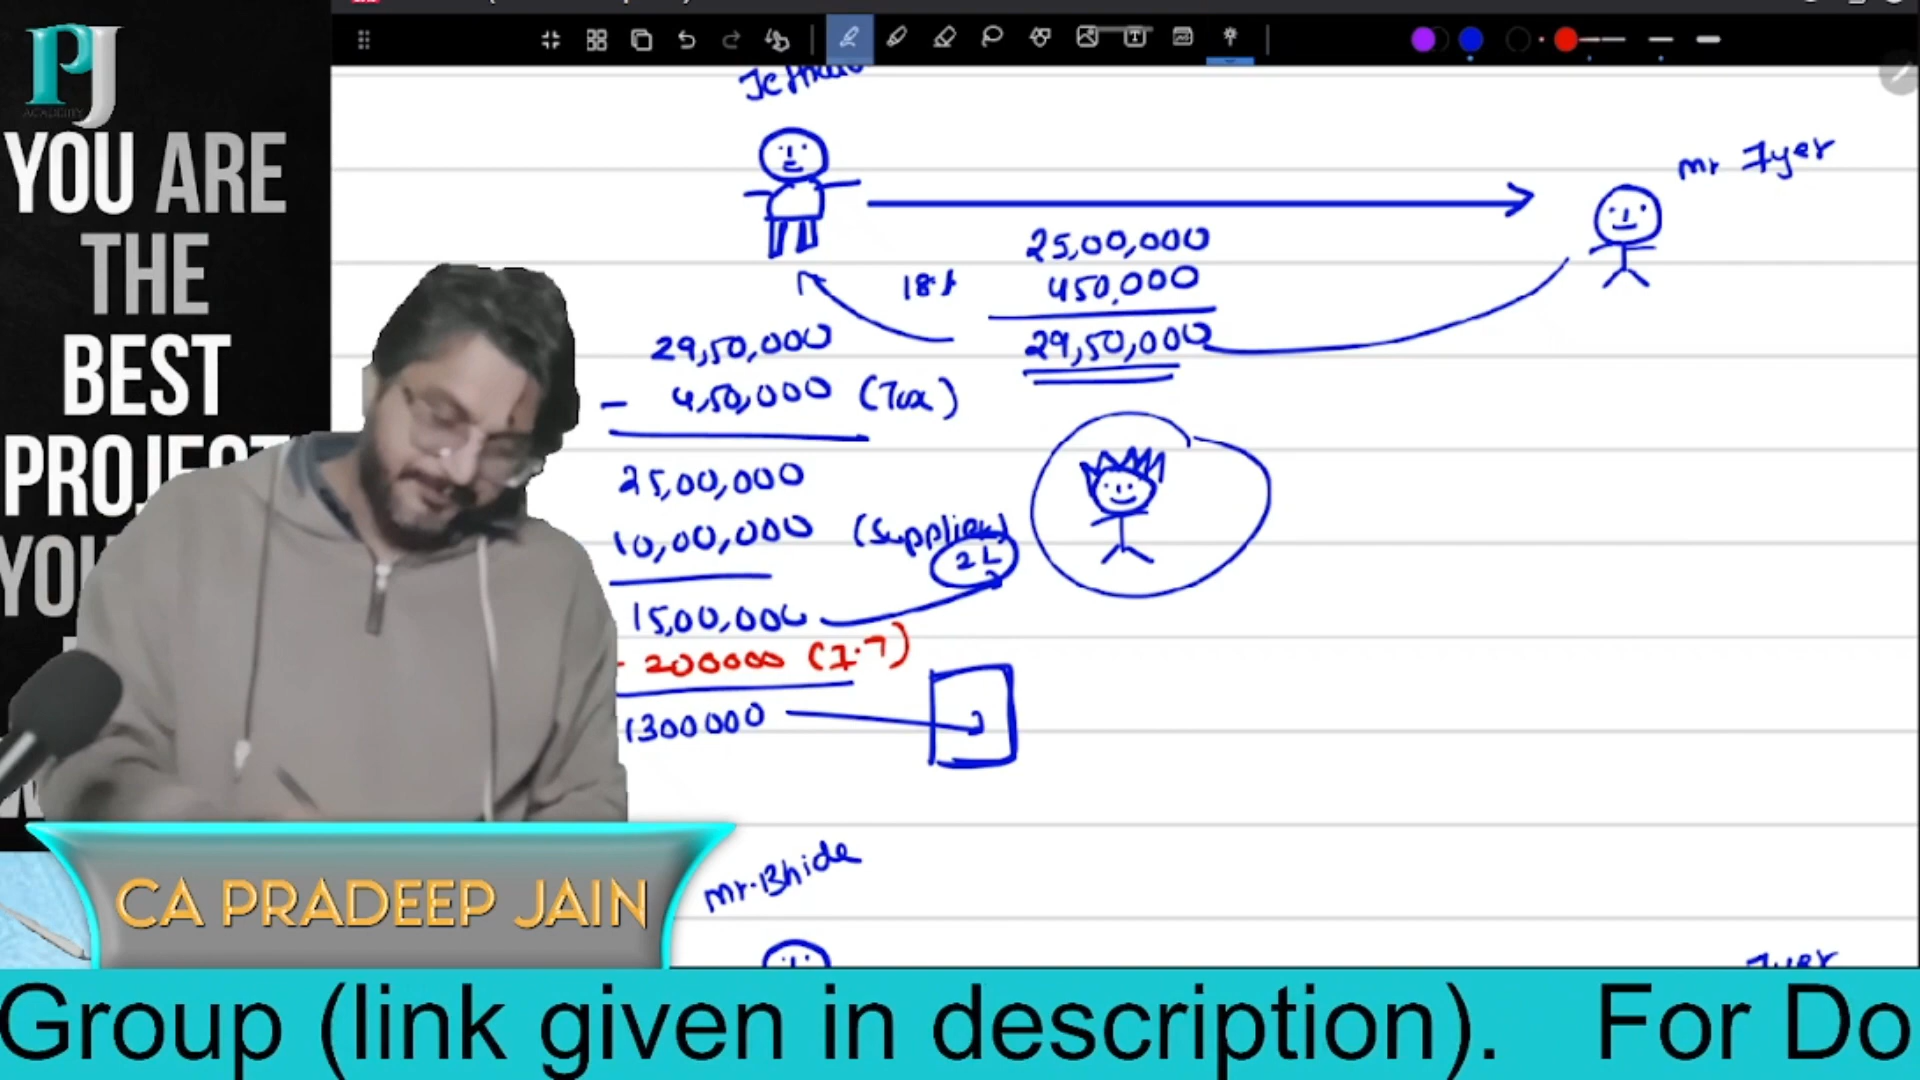 PJ
ACADEMY
YOU ARE
THE
BEST
CA PRADEEP JAIN
Mr Iyer
25,00,000
18%
450,000
29,50,000
29,50,000
- 4,50,000 (Tax)
25,00,000
10,00,000
2L
15,00,000
- 200000 (I.T)
1300000
Mr. Bhide
Group (link given in description). For Do